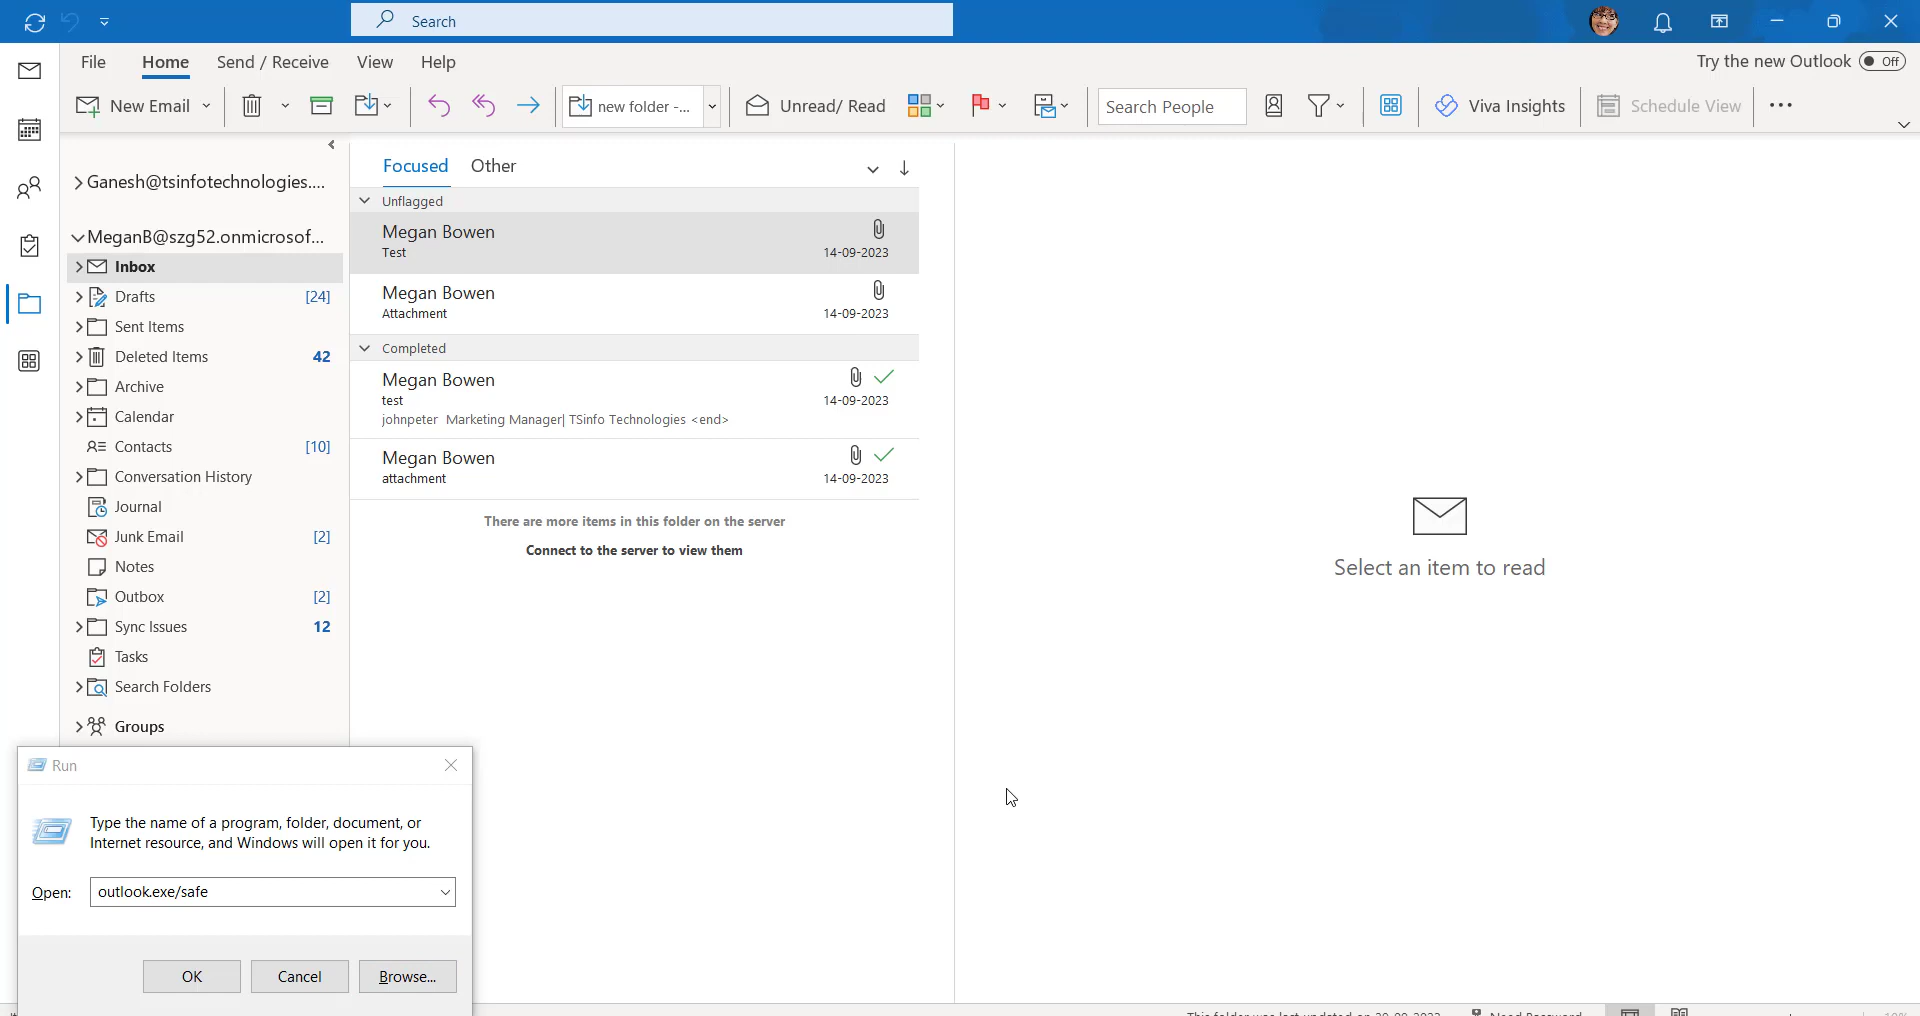 Search
File Home Send / Receive View Help
Try the new Outlook Off
New Email
new folder -...
Unread/ Read
Search People
Viva Insights
Schedule View
Ganesh@tsinfotechnologies....
MeganB@szg52.onmicrosof...
Inbox
Drafts [24]
Sent Items
Deleted Items 42
Archive
Calendar
Contacts [10]
Conversation History
Journal
Junk Email [2]
Notes
Outbox [2]
Sync Issues 12
Tasks
Search Folders
Groups
Focused Other
Unflagged
Megan Bowen
Test 14-09-2023
Megan Bowen
Attachment 14-09-2023
Completed
Megan Bowen
test 14-09-2023
johnpeter Marketing Manager| TSinfo Technologies <end>
Megan Bowen
attachment 14-09-2023
There are more items in this folder on the server
Connect to the server to view them
Select an item to read
Run
Type the name of a program, folder, document, or
Internet resource, and Windows will open it for you.
Open: outlook.exe/safe
OK Cancel Browse...